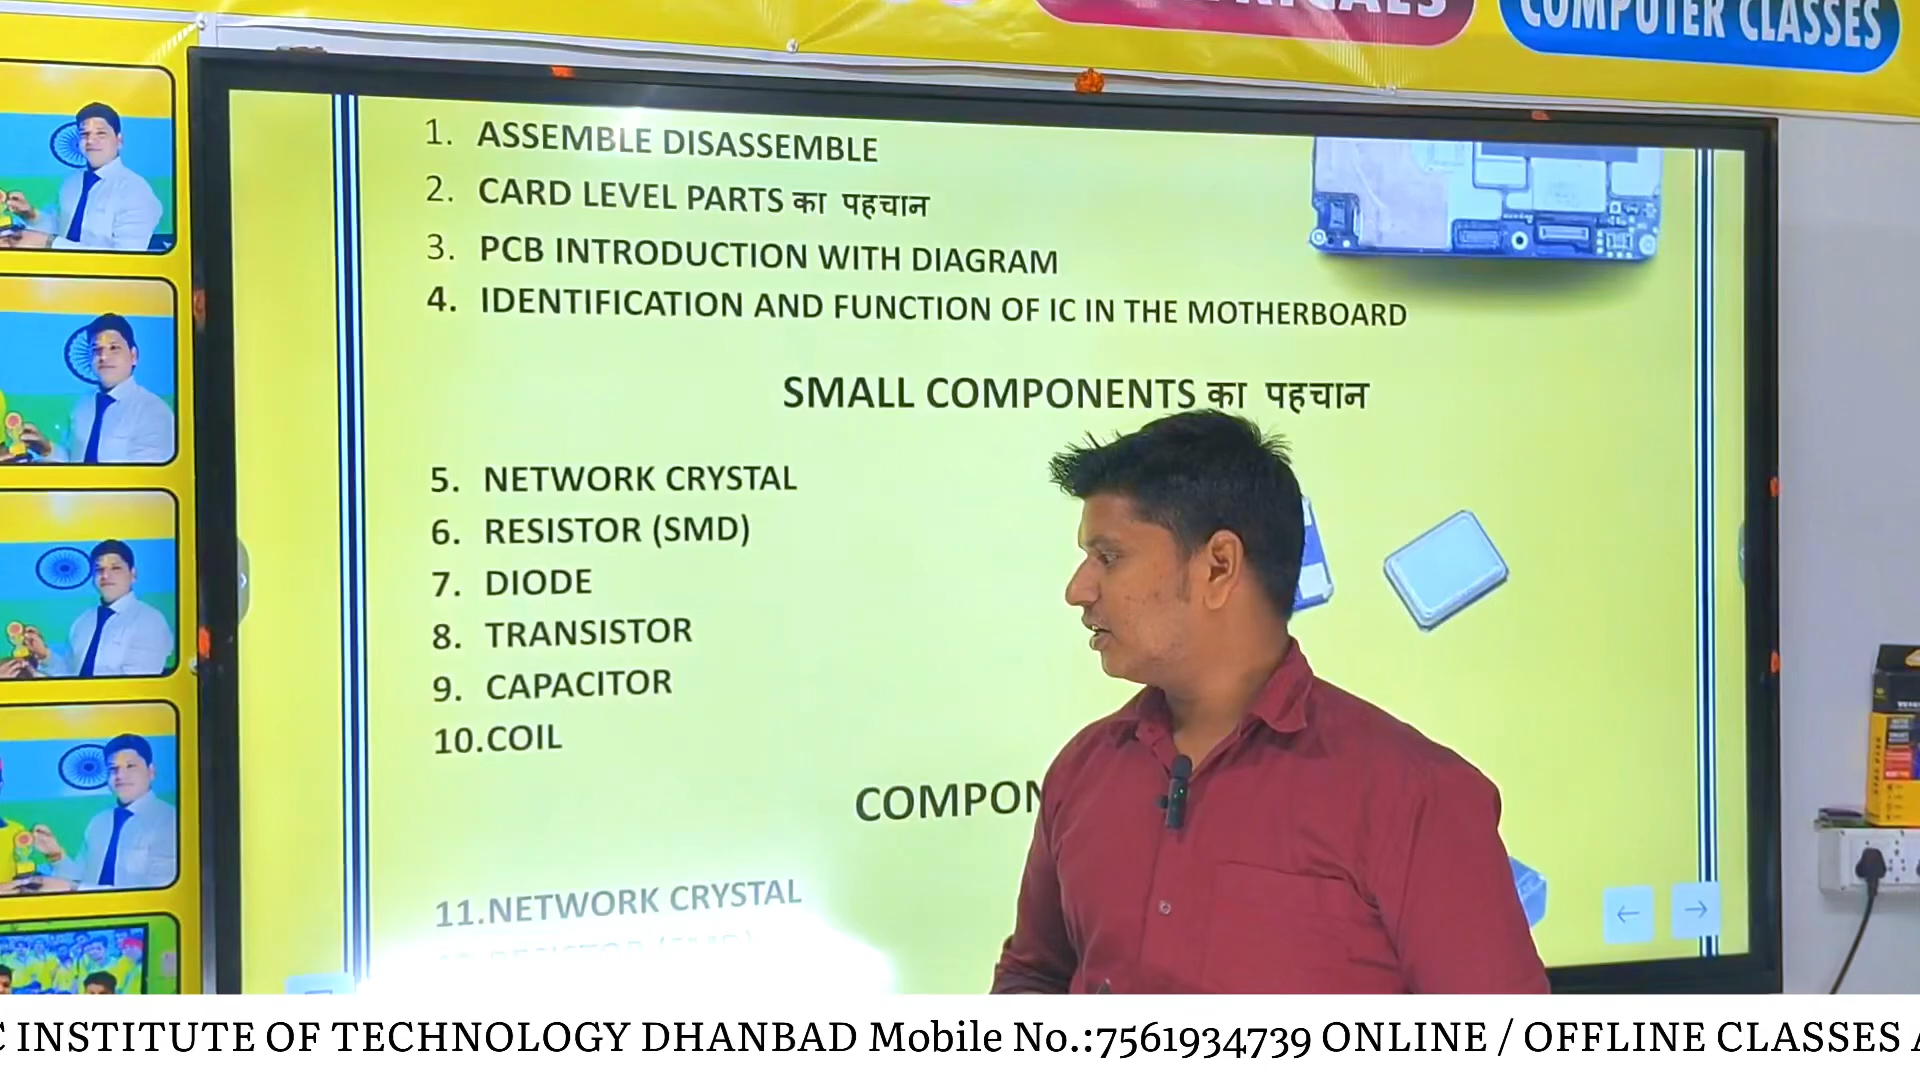 COMPUTER CLASSES
1. ASSEMBLE DISASSEMBLE
2. CARD LEVEL PARTS का पहचान
3. PCB INTRODUCTION WITH DIAGRAM
4. IDENTIFICATION AND FUNCTION OF IC IN THE MOTHERBOARD
SMALL COMPONENTS का पहचान
5. NETWORK CRYSTAL
6. RESISTOR (SMD)
7. DIODE
8. TRANSISTOR
9. CAPACITOR
10.COIL
11.NETWORK CRYSTAL
INSTITUTE OF TECHNOLOGY DHANBAD Mobile No.:7561934739 ONLINE / OFFLINE CLASSES